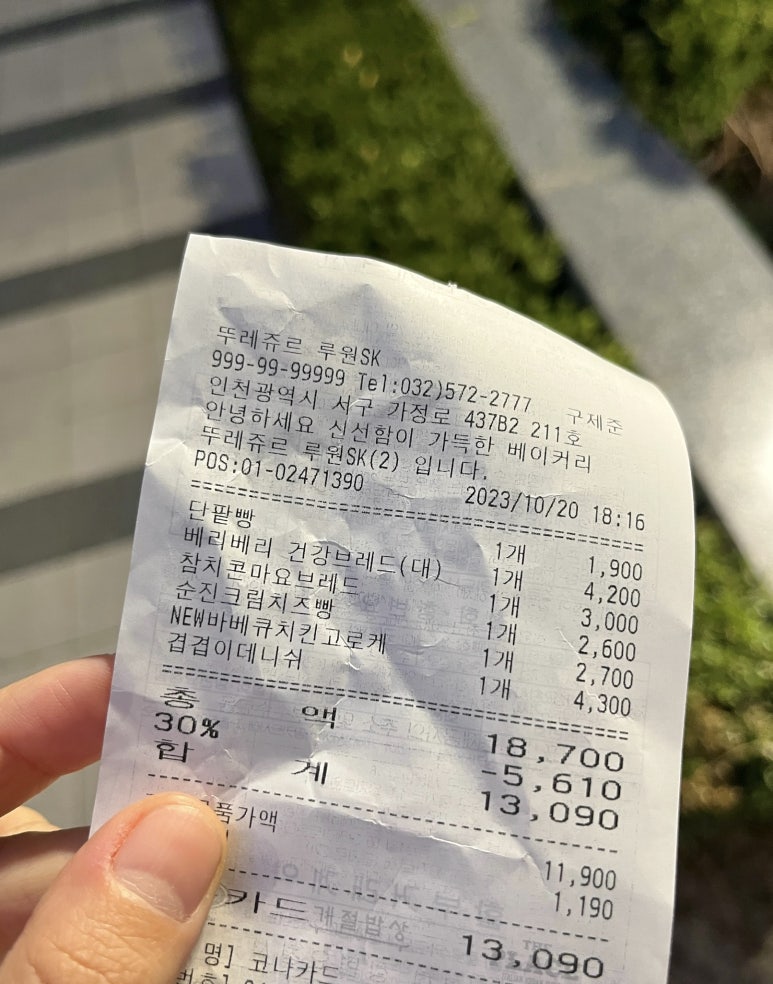 뚜레쥬르 루원SK
999-99-99999 Tel:032)572-2777 구제준
인천광역시 서구 가정로 437B2 211호
안녕하세요 신선함이 가득한 베이커리
뚜레쥬르 루원SK(2) 입니다.
POS:01-02471390 2023/10/20 18:16
단팥빵 1개 1,900
베리베리 건강브레드(대) 1개 4,200
참치콘마요브레드 1개 3,000
순진크림치즈빵 1개 2,600
NEW바베큐치킨고로케 1개 2,700
겹겹이데니쉬 1개 4,300
총 액 18,700
30% -5,610
합 계 13,090
품가액 11,900
1,190
카드 13,090
명] 코나카드